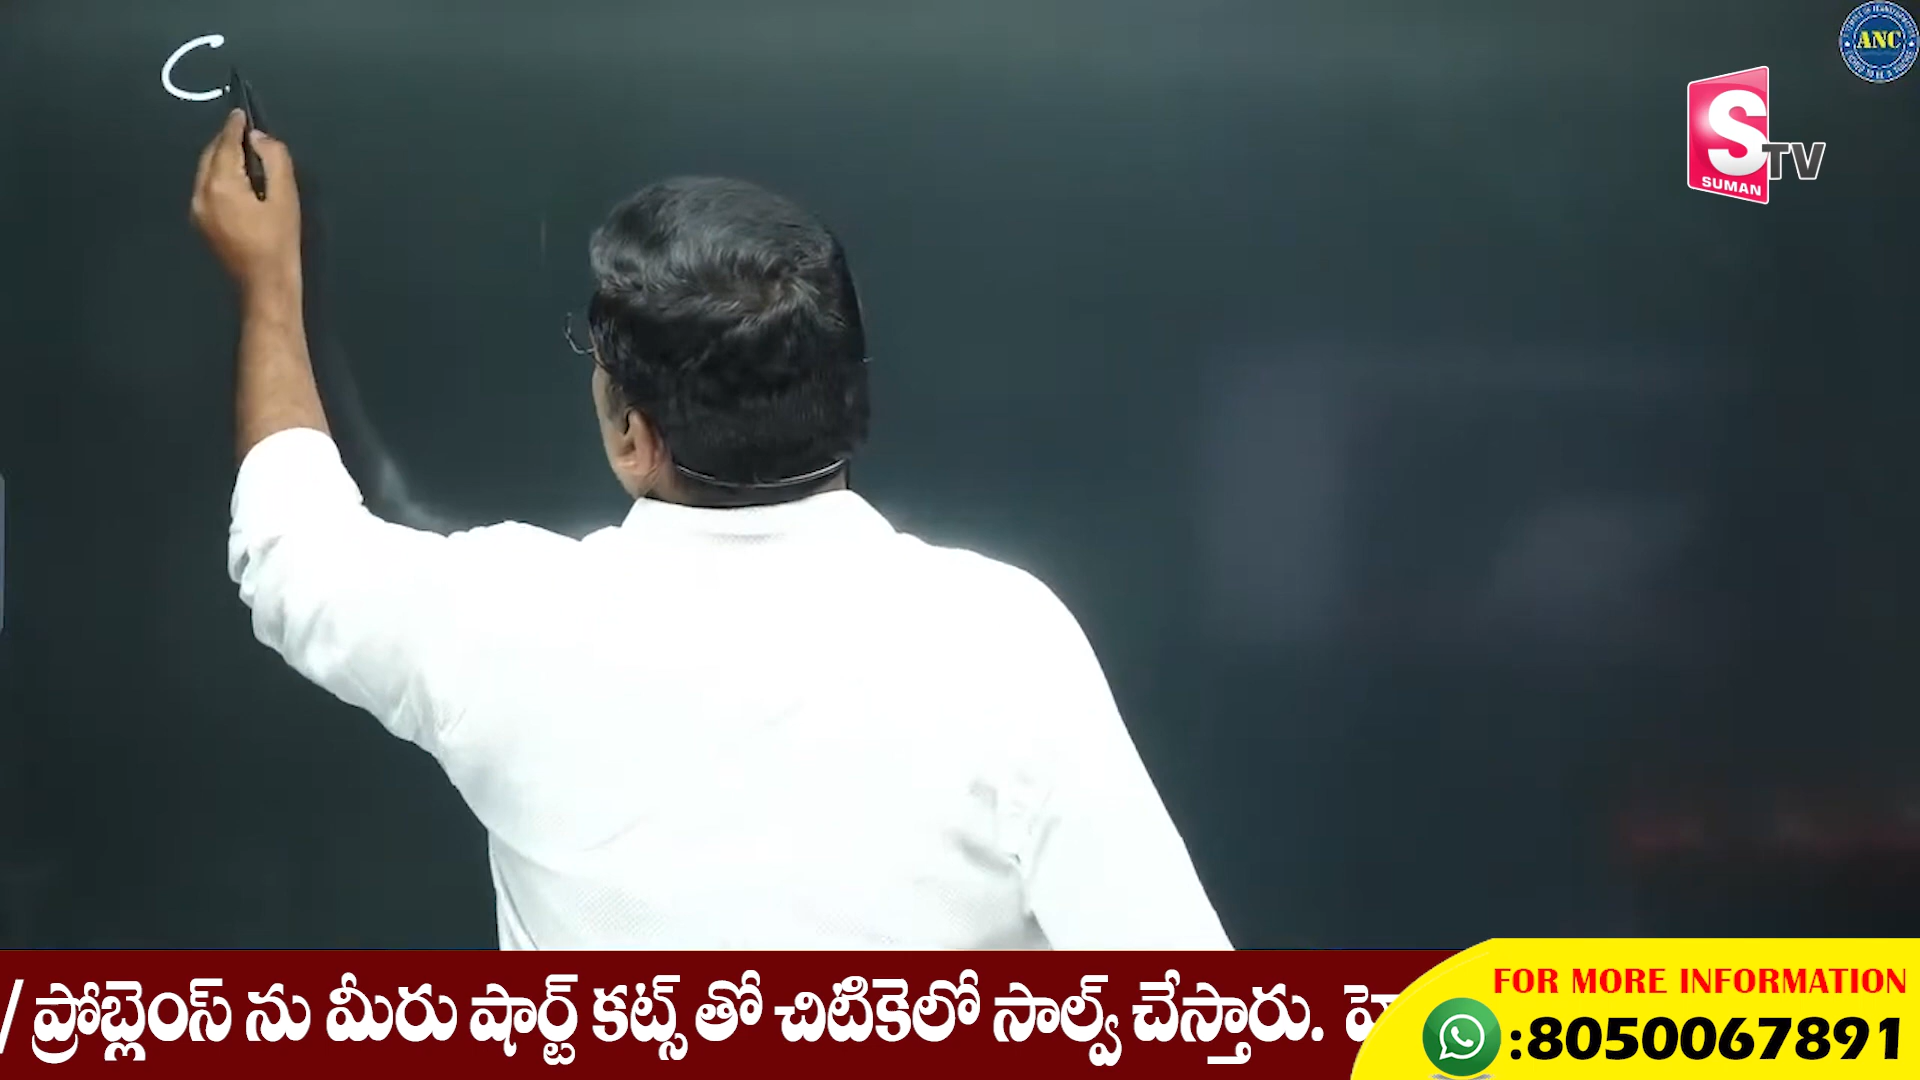 C
ANC
S
TV
SUMAN
/ ప్రోబ్లెంస్ ను మీరు షార్ట్ కట్స్ తో చిటికెలో సాల్వ్ చేస్తారు. హె
FOR MORE INFORMATION
:8050067891